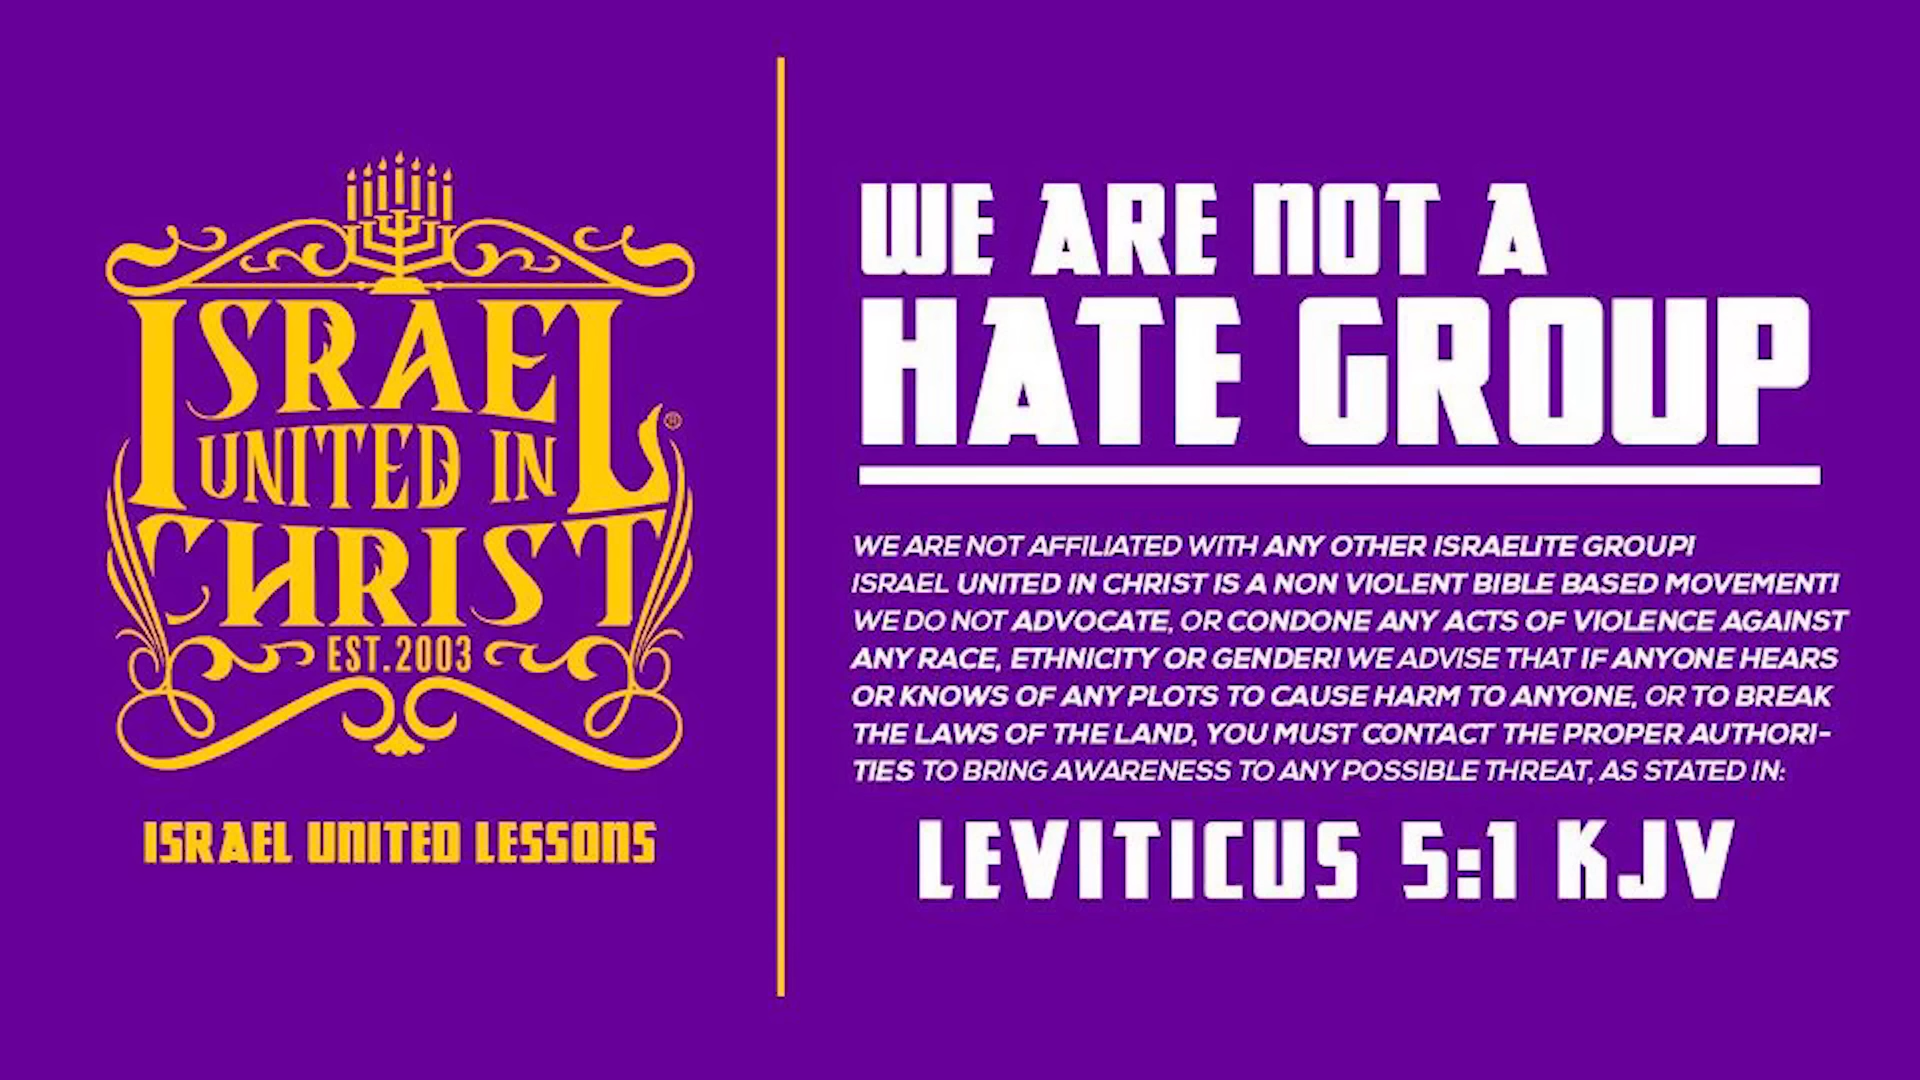 ISRAEL
UNITED IN
CHRIST
®
EST.2003
ISRAEL UNITED LESSONS
WE ARE NOT A
HATE GROUP
WE ARE NOT AFFILIATED WITH ANY OTHER ISRAELITE GROUP!
ISRAEL UNITED IN CHRIST IS A NON VIOLENT BIBLE BASED MOVEMENT!
WE DO NOT ADVOCATE, OR CONDONE ANY ACTS OF VIOLENCE AGAINST
ANY RACE, ETHNICITY OR GENDER! WE ADVISE THAT IF ANYONE HEARS
OR KNOWS OF ANY PLOTS TO CAUSE HARM TO ANYONE, OR TO BREAK
THE LAWS OF THE LAND, YOU MUST CONTACT THE PROPER AUTHORI-
TIES TO BRING AWARENESS TO ANY POSSIBLE THREAT, AS STATED IN:
LEVITICUS 5:1 KJV